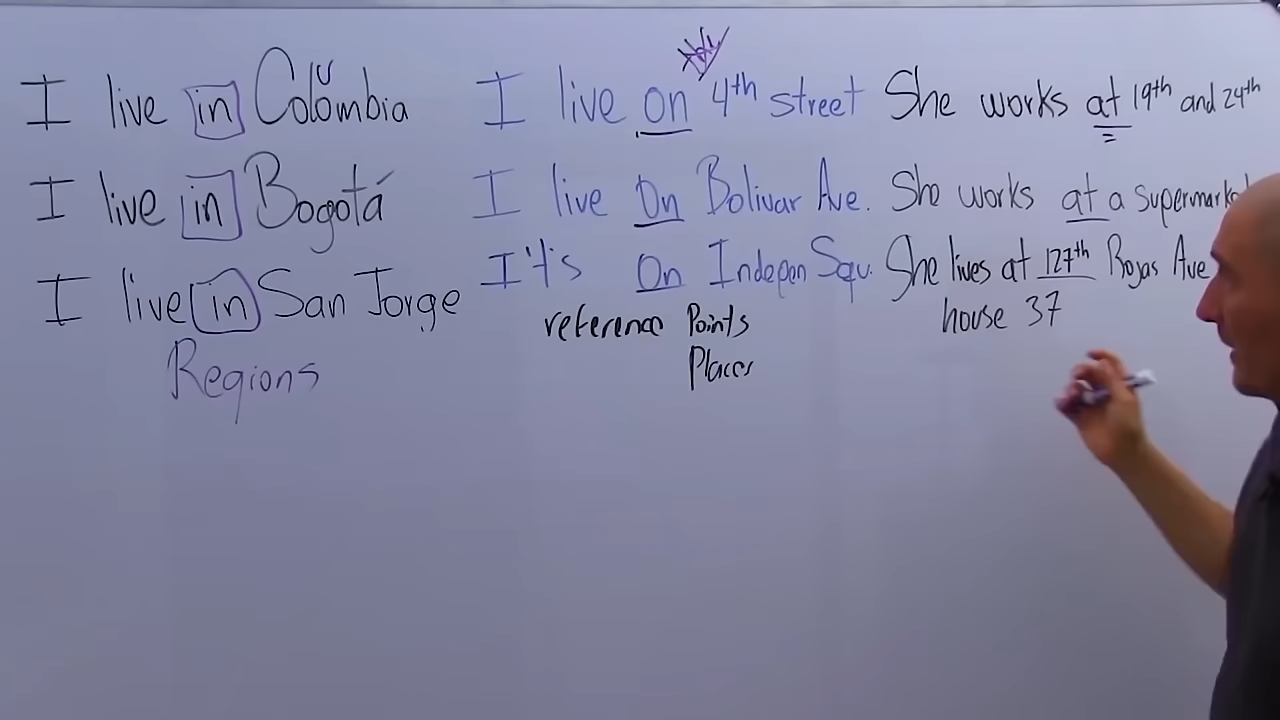 I live in Colombia
I live in Bogotá
I live in San Jorge
Regions
I live on 4th street
I live On Bolivar Ave.
It's On Indepen Squ.
reference Points
Places
She works at 19th and 24th
She works at a supermarket
She lives at 127th Rojas Ave
house 37